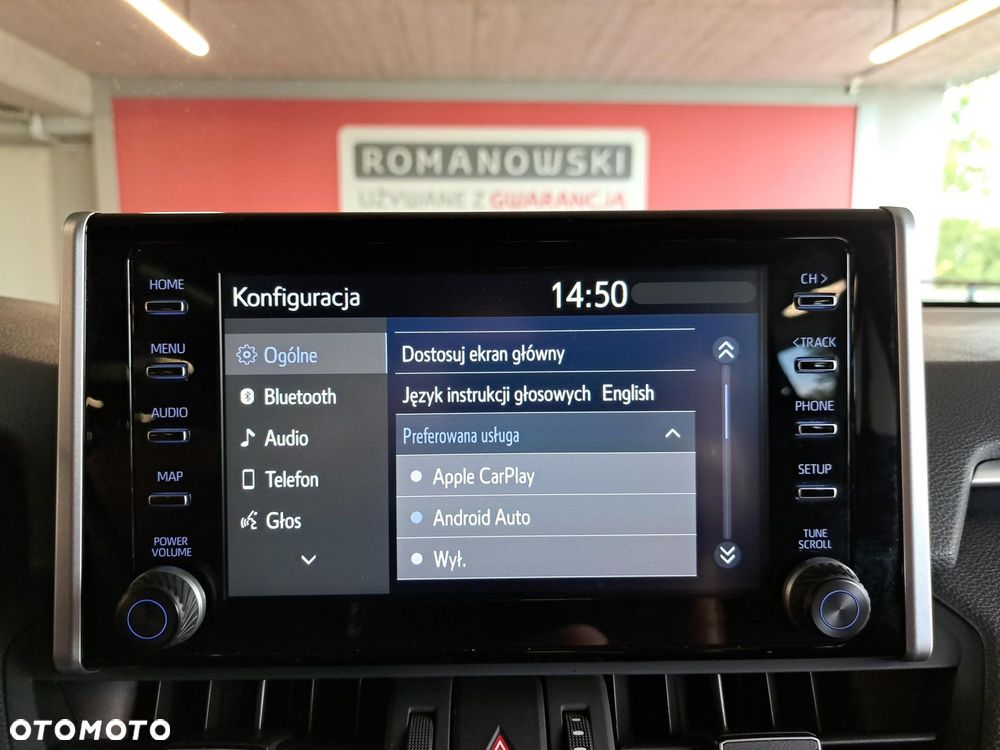 ROMANOWSKI
UŻYWANE Z GWARANCJĄ
HOME
MENU
AUDIO
MAP
POWER
VOLUME
Konfiguracja 14:50
Ogólne
Bluetooth
Audio
Telefon
Głos
Dostosuj ekran główny
Język instrukcji głosowych English
Preferowana usługa
Apple CarPlay
Android Auto
Wył.
CH >
<TRACK
PHONE
SETUP
TUNE
SCROLL
OTOMOTO